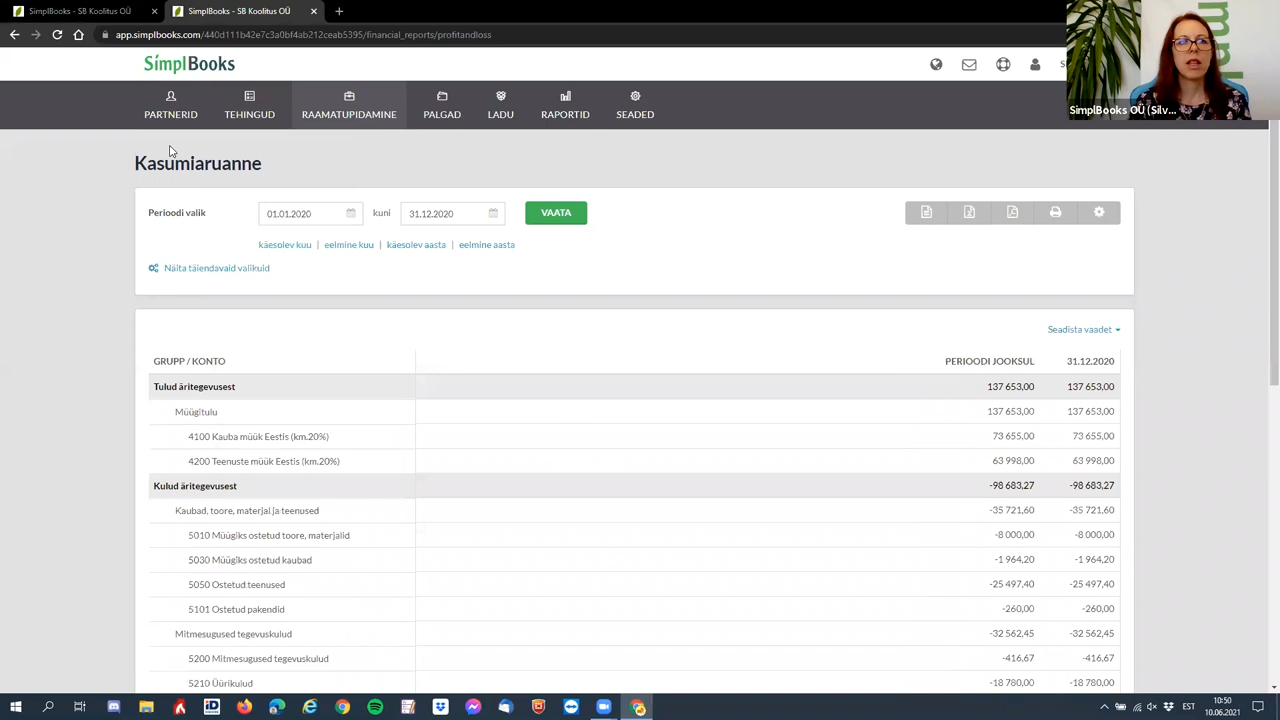 SimplBooks - SB Koolitus OÜ
SimplBooks - SB Koolitus OÜ
app.simplbooks.com/440d111b42e7c3a0bf4ab212ceab5395/financial_reports/profitandloss
SimplBooks
SimplBooks OÜ (Silv...
PARTNERID TEHINGUD RAAMATUPIDAMINE PALGAD LADU RAPORTID SEADED
Kasumiaruanne
Perioodi valik 01.01.2020 kuni 31.12.2020 VAATA
käesolev kuu | eelmine kuu | käesolev aasta | eelmine aasta
Näita täiendavaid valikuid
Seadista vaadet
GRUPP / KONTO PERIOODI JOOKSUL 31.12.2020
Tulud äritegevusest 137 653,00 137 653,00
Müügitulu 137 653,00 137 653,00
4100 Kauba müük Eestis (km.20%) 73 655,00 73 655,00
4200 Teenuste müük Eestis (km.20%) 63 998,00 63 998,00
Kulud äritegevusest -98 683,27 -98 683,27
Kaubad, toore, materjal ja teenused -35 721,60 -35 721,60
5010 Müügiks ostetud toore, materjalid -8 000,00 -8 000,00
5030 Müügiks ostetud kaubad -1 964,20 -1 964,20
5050 Ostetud teenused -25 497,40 -25 497,40
5101 Ostetud pakendid -260,00 -260,00
Mitmesugused tegevuskulud -32 562,45 -32 562,45
5200 Mitmesugused tegevuskulud -416,67 -416,67
5210 Üürikulud -18 780,00 -18 780,00
EST
10:50
10.06.2021